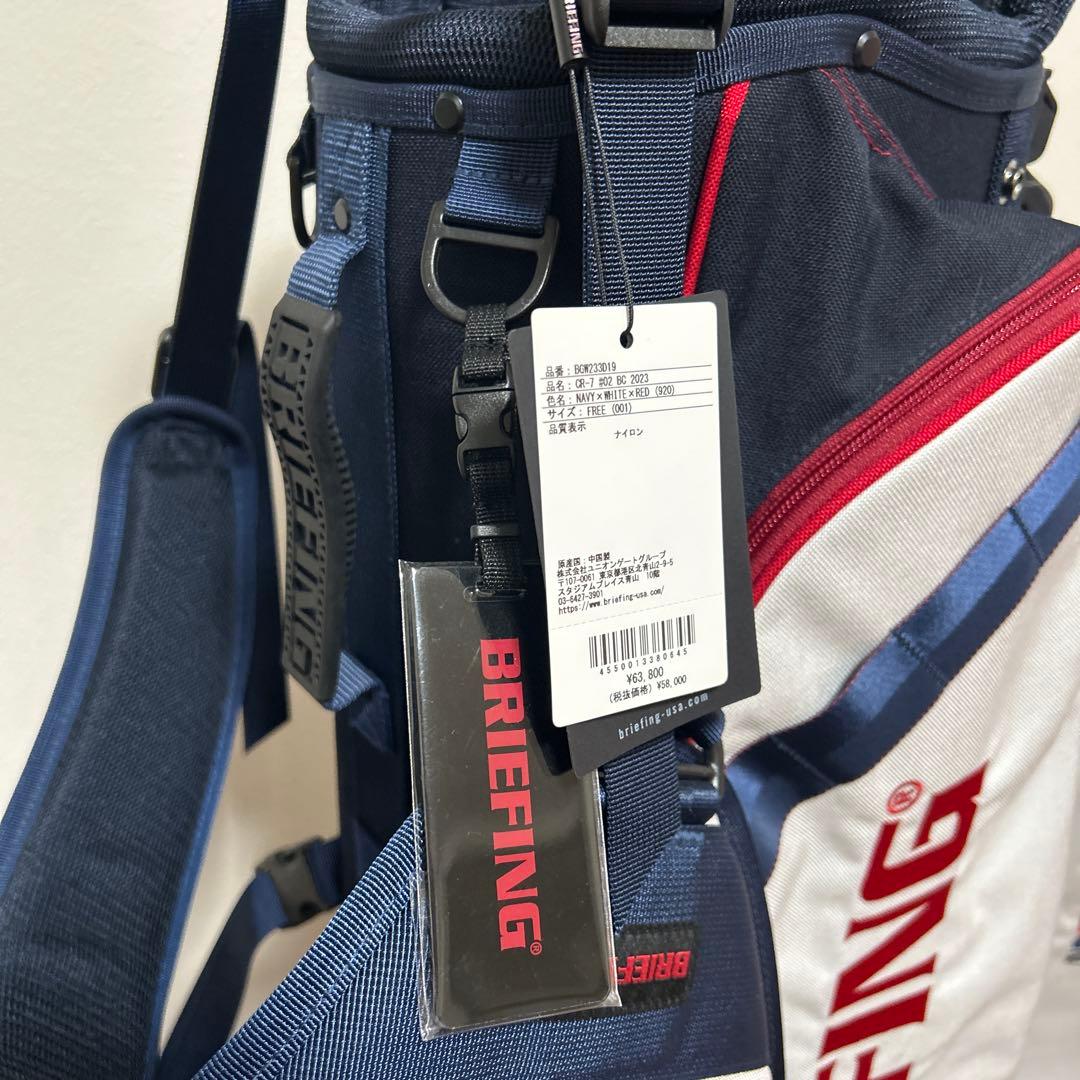 BRIEFING
BRIEFING
品番: BCW233D19
品名: CR-7 #02 BC 2023
色名: NAVY×WHITE×RED (920)
サイズ: FREE (001)
品質表示
ナイロン
原産国: 中国製
株式会社ユニオンゲートグループ
〒107-0061 東京都港区北青山2-9-5
スタジアムプレイス青山 10階
03-6427-3901
https://www.briefing-usa.com/
4550013380645
¥63,800
(税抜価格) ¥58,000
briefing-usa.com
BRIEFING®
BRIEF
FING®